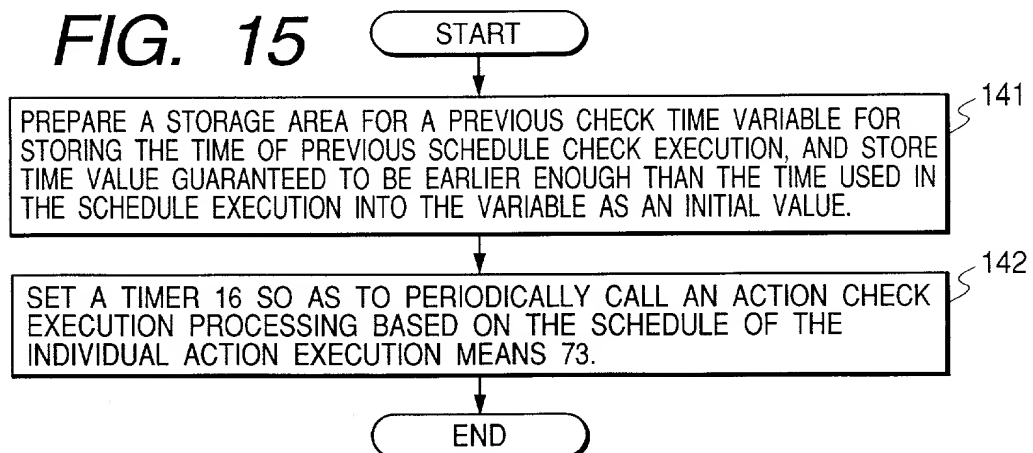 FIG. 15
START
141
PREPARE A STORAGE AREA FOR A PREVIOUS CHECK TIME VARIABLE FOR
STORING THE TIME OF PREVIOUS SCHEDULE CHECK EXECUTION, AND STORE
TIME VALUE GUARANTEED TO BE EARLIER ENOUGH THAN THE TIME USED IN
THE SCHEDULE EXECUTION INTO THE VARIABLE AS AN INITIAL VALUE.
142
SET A TIMER 16 SO AS TO PERIODICALLY CALL AN ACTION CHECK
EXECUTION PROCESSING BASED ON THE SCHEDULE OF THE
INDIVIDUAL ACTION EXECUTION MEANS 73.
END